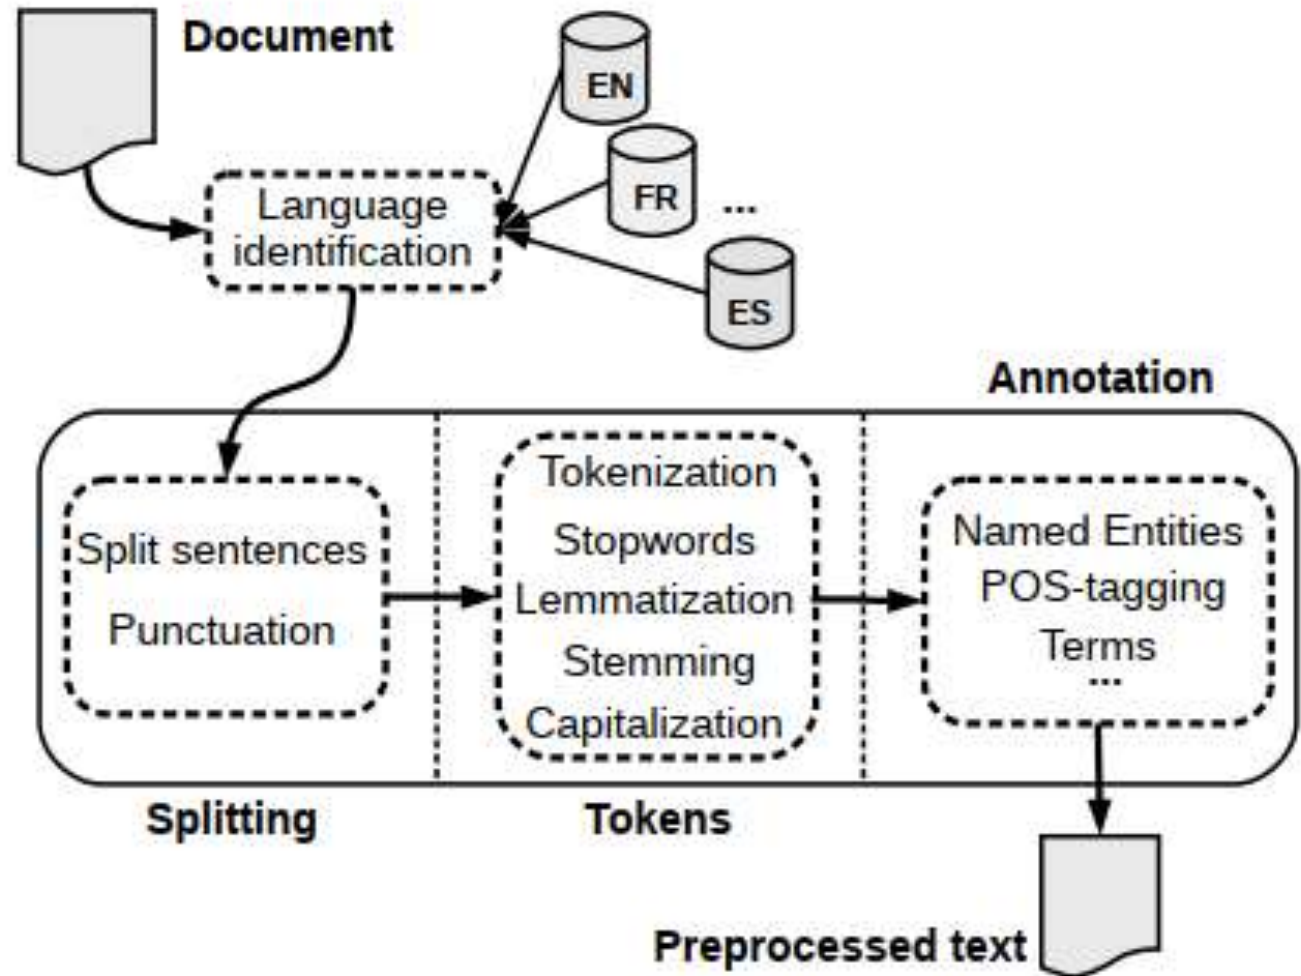 Document
EN
FR
...
ES
Language
identification
Annotation
Split sentences
Punctuation
Tokenization
Stopwords
Lemmatization
Stemming
Capitalization
Named Entities
POS-tagging
Terms
...
Splitting
Tokens
Preprocessed text